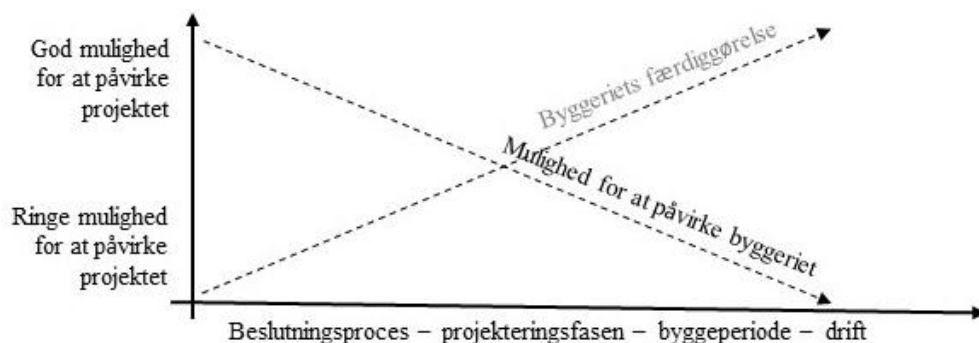 God mulighed
for at påvirke
projektet
Byggeriets færdiggørelse
Mulighed for at påvirke byggeriet
Ringe mulighed
for at påvirke
projektet
Beslutningsproces – projekteringsfasen – byggeperiode – drift